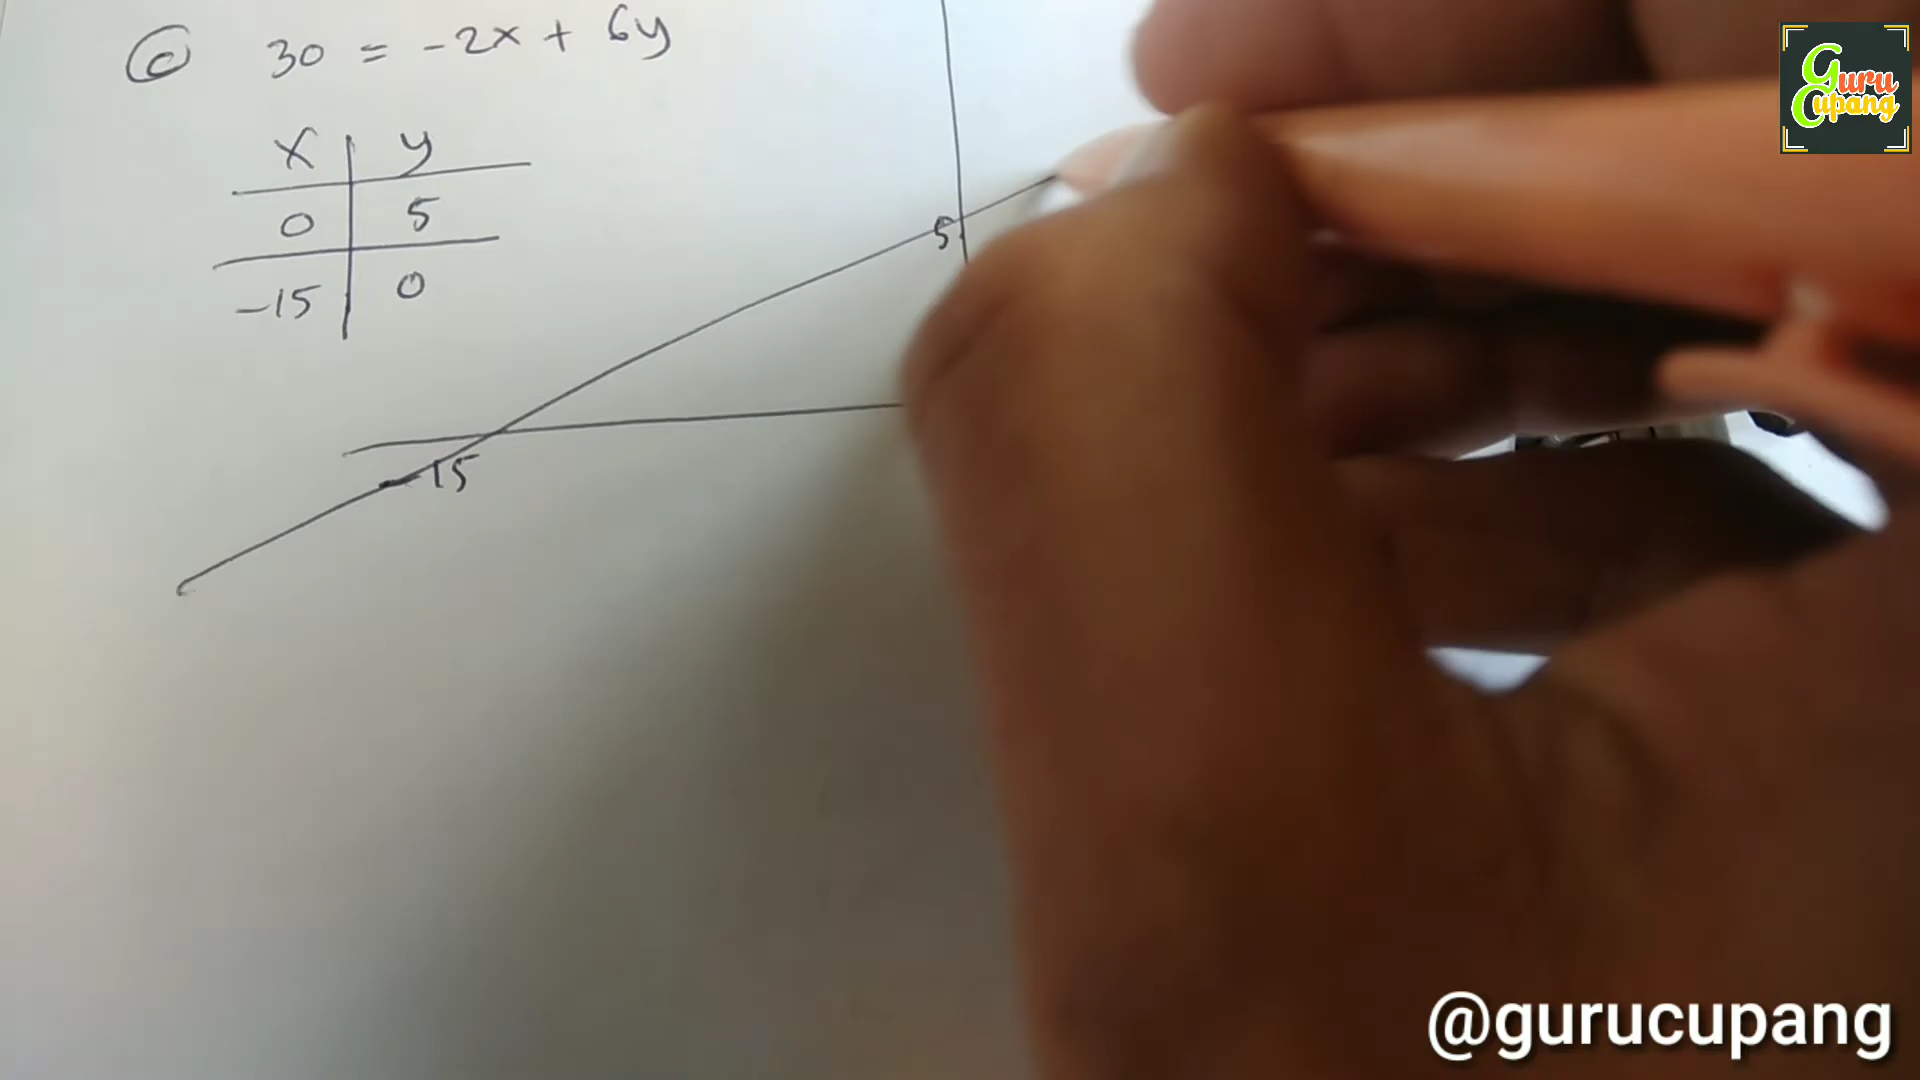 c 30 = -2x + 6y
x y
0 5
-15 0
5
-15
Guru
Cupang
@gurucupang